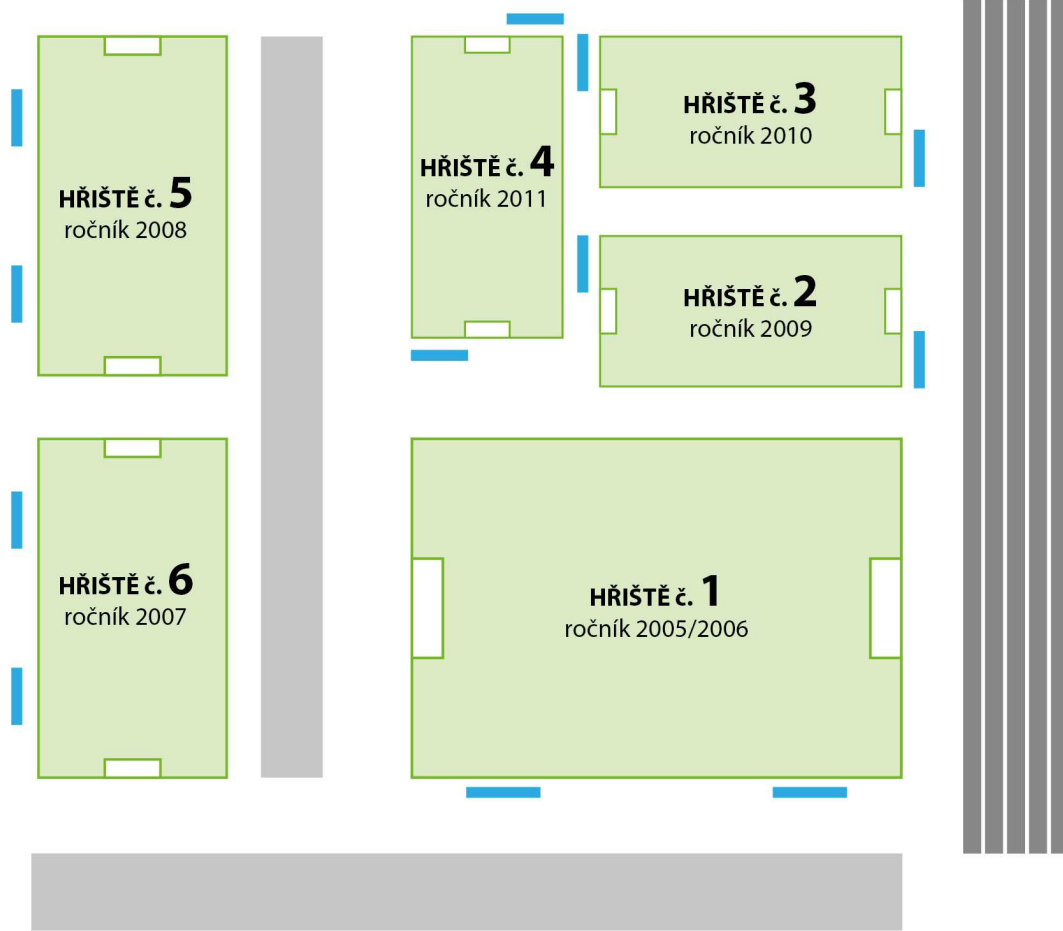 HŘIŠTĚ č. 5
ročník 2008
HŘIŠTĚ č. 4
ročník 2011
HŘIŠTĚ č. 3
ročník 2010
HŘIŠTĚ č. 2
ročník 2009
HŘIŠTĚ č. 6
ročník 2007
HŘIŠTĚ č. 1
ročník 2005/2006